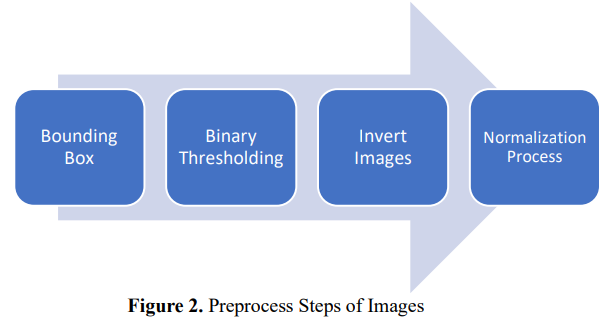 Bounding
Box
Binary
Thresholding
Invert
Images
Normalization
Process
Figure 2. Preprocess Steps of Images